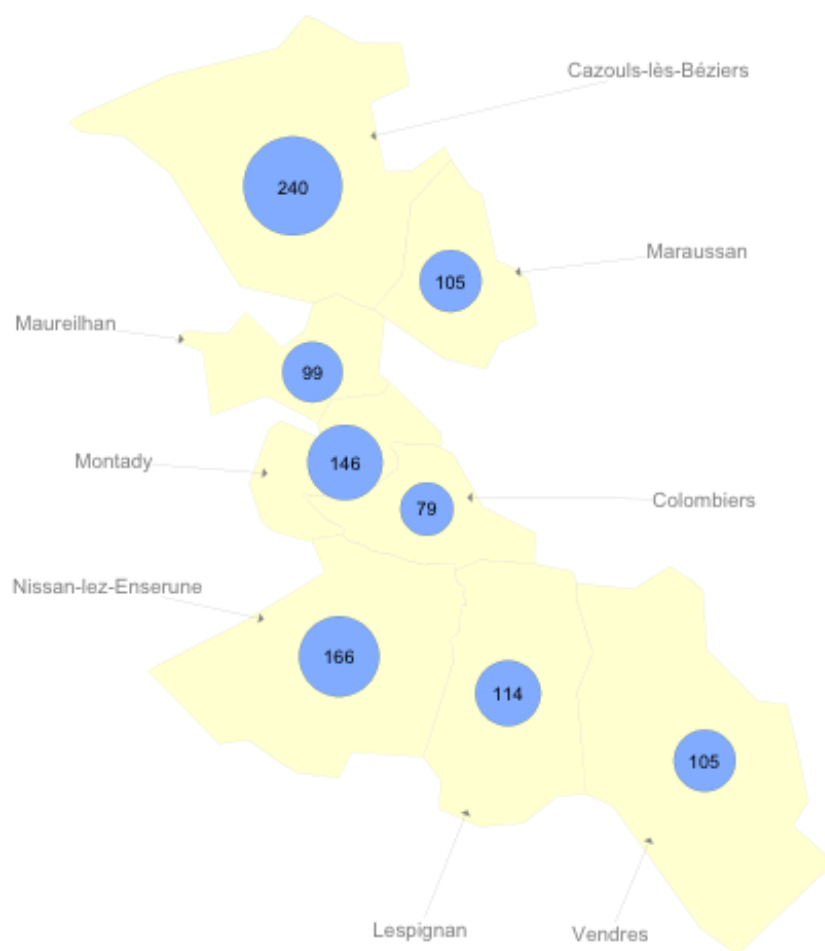 Cazouls-lès-Béziers
240
Maraussan
105
Maureilhan
99
Montady
146
79
Colombiers
Nissan-lez-Enserune
166
114
105
Lespignan
Vendres